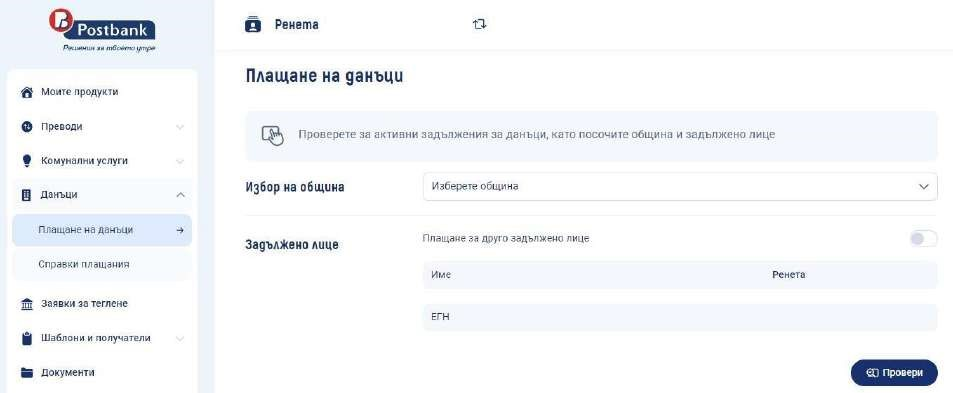 Postbank
Решения за твоето утре
Моите продукти
Преводи
Комунални услуги
Данъци
Плащане на данъци
Справки плащания
Заявки за теглене
Шаблони и получатели
Документи
Ренета
Плащане на данъци
Проверете за активни задължения за данъци, като посочите община и задължено лице
Избор на община
Изберете община
Задължено лице
Плащане за друго задължено лице
Име Ренета
ЕГН
Провери